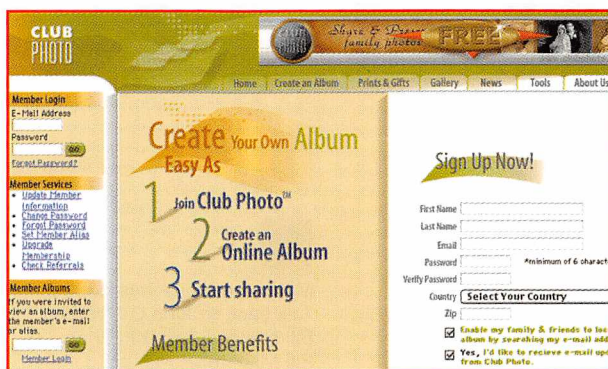 CLUB
PHOTO
CLUB
PHOTO
Share &
family photos
FREE
Home
Create an Album
Prints & Gifts
Gallery
News
Tools
About Us
Member Login
E-Mail Address
Password
GO
Forgot Password?
Member Services
• Update Member
Information
• Change Password
• Forgot Password
• Set Member Alias
• Upgrade
Membership
• Check Referrals
Member Albums
If you were invited to
view an album, enter
the member's e-mail
or alias.
GO
Member Login
Create Your Own Album
Easy As
1 Join Club Photo™
2 Create an
Online Album
3 Start sharing
Member Benefits
Sign Up Now!
First Name
Last Name
Email
Password
*minimum of 6 charact
Verify Password
Country
Select Your Country
Zip
Enable my family & friends to loc
album by searching my e-mail add
Yes, I'd like to recieve e-mail up
from Club Photo.